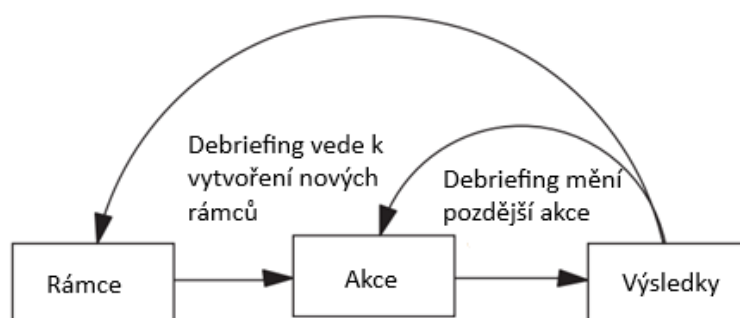 Debriefing vede k
vytvoření nových
rámců
Debriefing mění
pozdější akce
Rámce
Akce
Výsledky